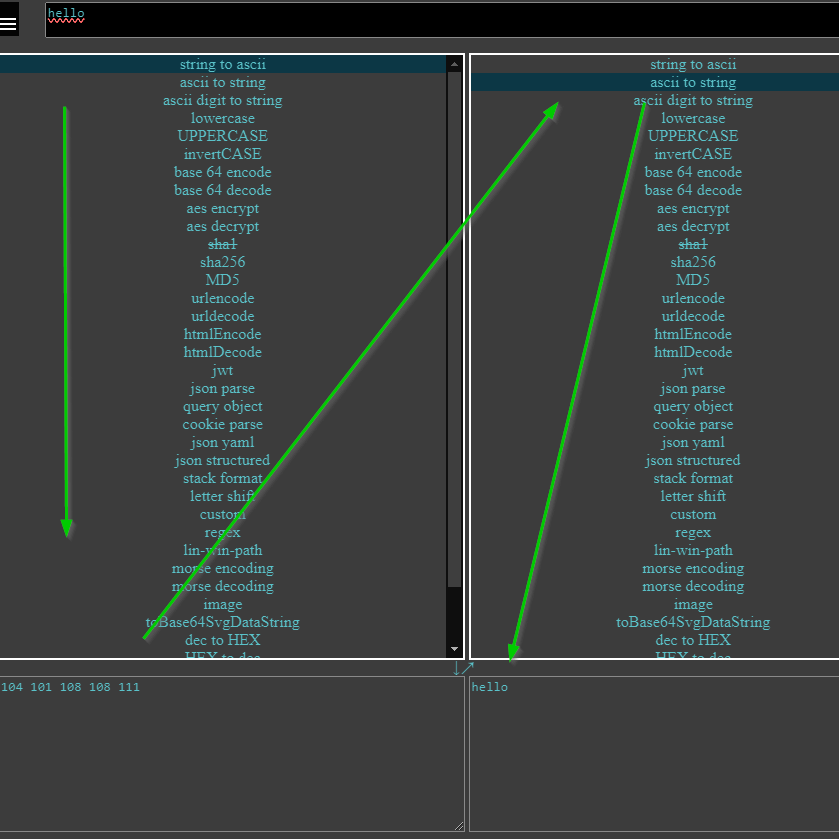 hello
string to ascii
ascii to string
ascii digit to string
lowercase
UPPERCASE
invertCASE
base 64 encode
base 64 decode
aes encrypt
aes decrypt
sha1
sha256
MD5
urlencode
urldecode
htmlEncode
htmlDecode
jwt
json parse
query object
cookie parse
json yaml
json structured
stack format
letter shift
custom
regex
lin-win-path
morse encoding
morse decoding
image
toBase64SvgDataString
dec to HEX
HEX to dec
104 101 108 108 111
string to ascii
ascii to string
ascii digit to string
lowercase
UPPERCASE
invertCASE
base 64 encode
base 64 decode
aes encrypt
aes decrypt
sha1
sha256
MD5
urlencode
urldecode
htmlEncode
htmlDecode
jwt
json parse
query object
cookie parse
json yaml
json structured
stack format
letter shift
custom
regex
lin-win-path
morse encoding
morse decoding
image
toBase64SvgDataString
dec to HEX
HEX to dec
hello